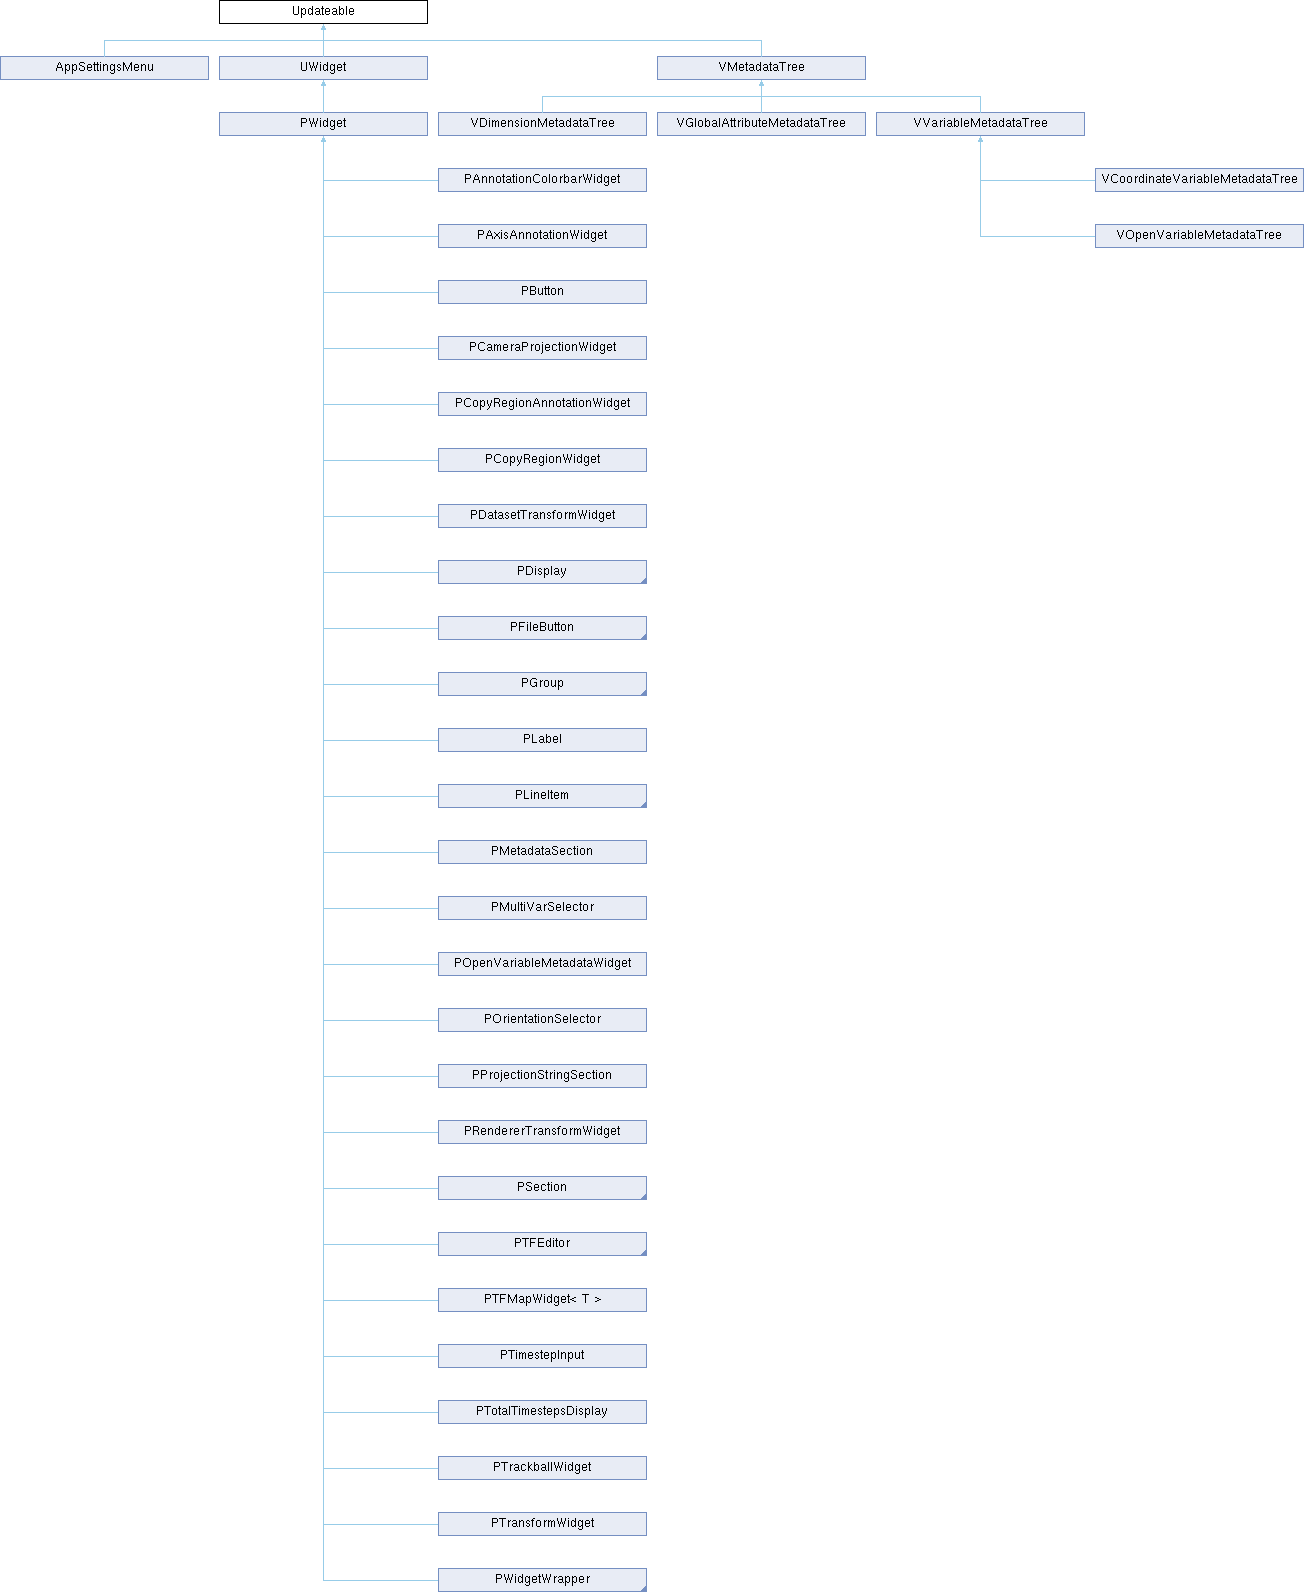 Updateable
AppSettingsMenu
UWidget
VMetadataTree
PWidget
VDimensionMetadataTree
VGlobalAttributeMetadataTree
VVariableMetadataTree
PAnnotationColorbarWidget
VCoordinateVariableMetadataTree
PAxisAnnotationWidget
VOpenVariableMetadataTree
PButton
PCameraProjectionWidget
PCopyRegionAnnotationWidget
PCopyRegionWidget
PDatasetTransformWidget
PDisplay
PFileButton
PGroup
PLabel
PLineItem
PMetadataSection
PMultiVarSelector
POpenVariableMetadataWidget
POrientationSelector
PProjectionStringSection
PRendererTransformWidget
PSection
PTFEditor
PTFMapWidget< T >
PTimestepInput
PTotalTimestepsDisplay
PTrackballWidget
PTransformWidget
PWidgetWrapper